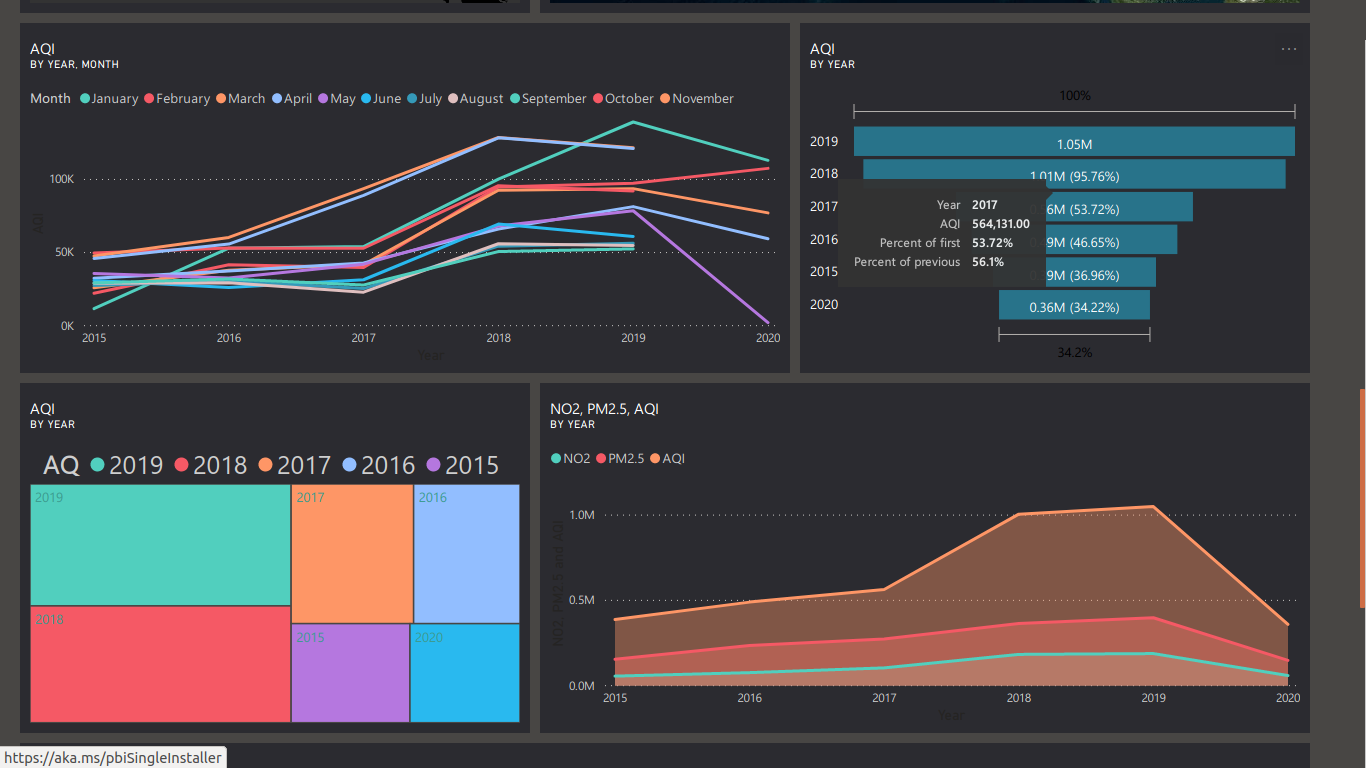 AQI
BY YEAR, MONTH
Month January February March April May June July August September October November
100K
50K
0K
AQI
2015 2016 2017 2018 2019 2020
Year
AQI
BY YEAR
...
100%
2019 1.05M
2018 1.01M (95.76%)
2017 6M (53.72%)
2016 9M (46.65%)
2015 9M (36.96%)
2020 0.36M (34.22%)
34.2%
Year 2017
AQI 564,131.00
Percent of first 53.72%
Percent of previous 56.1%
AQI
BY YEAR
AQ 2019 2018 2017 2016 2015
2019
2017
2016
2018
2015
2020
NO2, PM2.5, AQI
BY YEAR
NO2 PM2.5 AQI
1.0M
0.5M
0.0M
NO2, PM2.5 and AQI
2015 2016 2017 2018 2019 2020
Year
https://aka.ms/pbiSingleInstaller